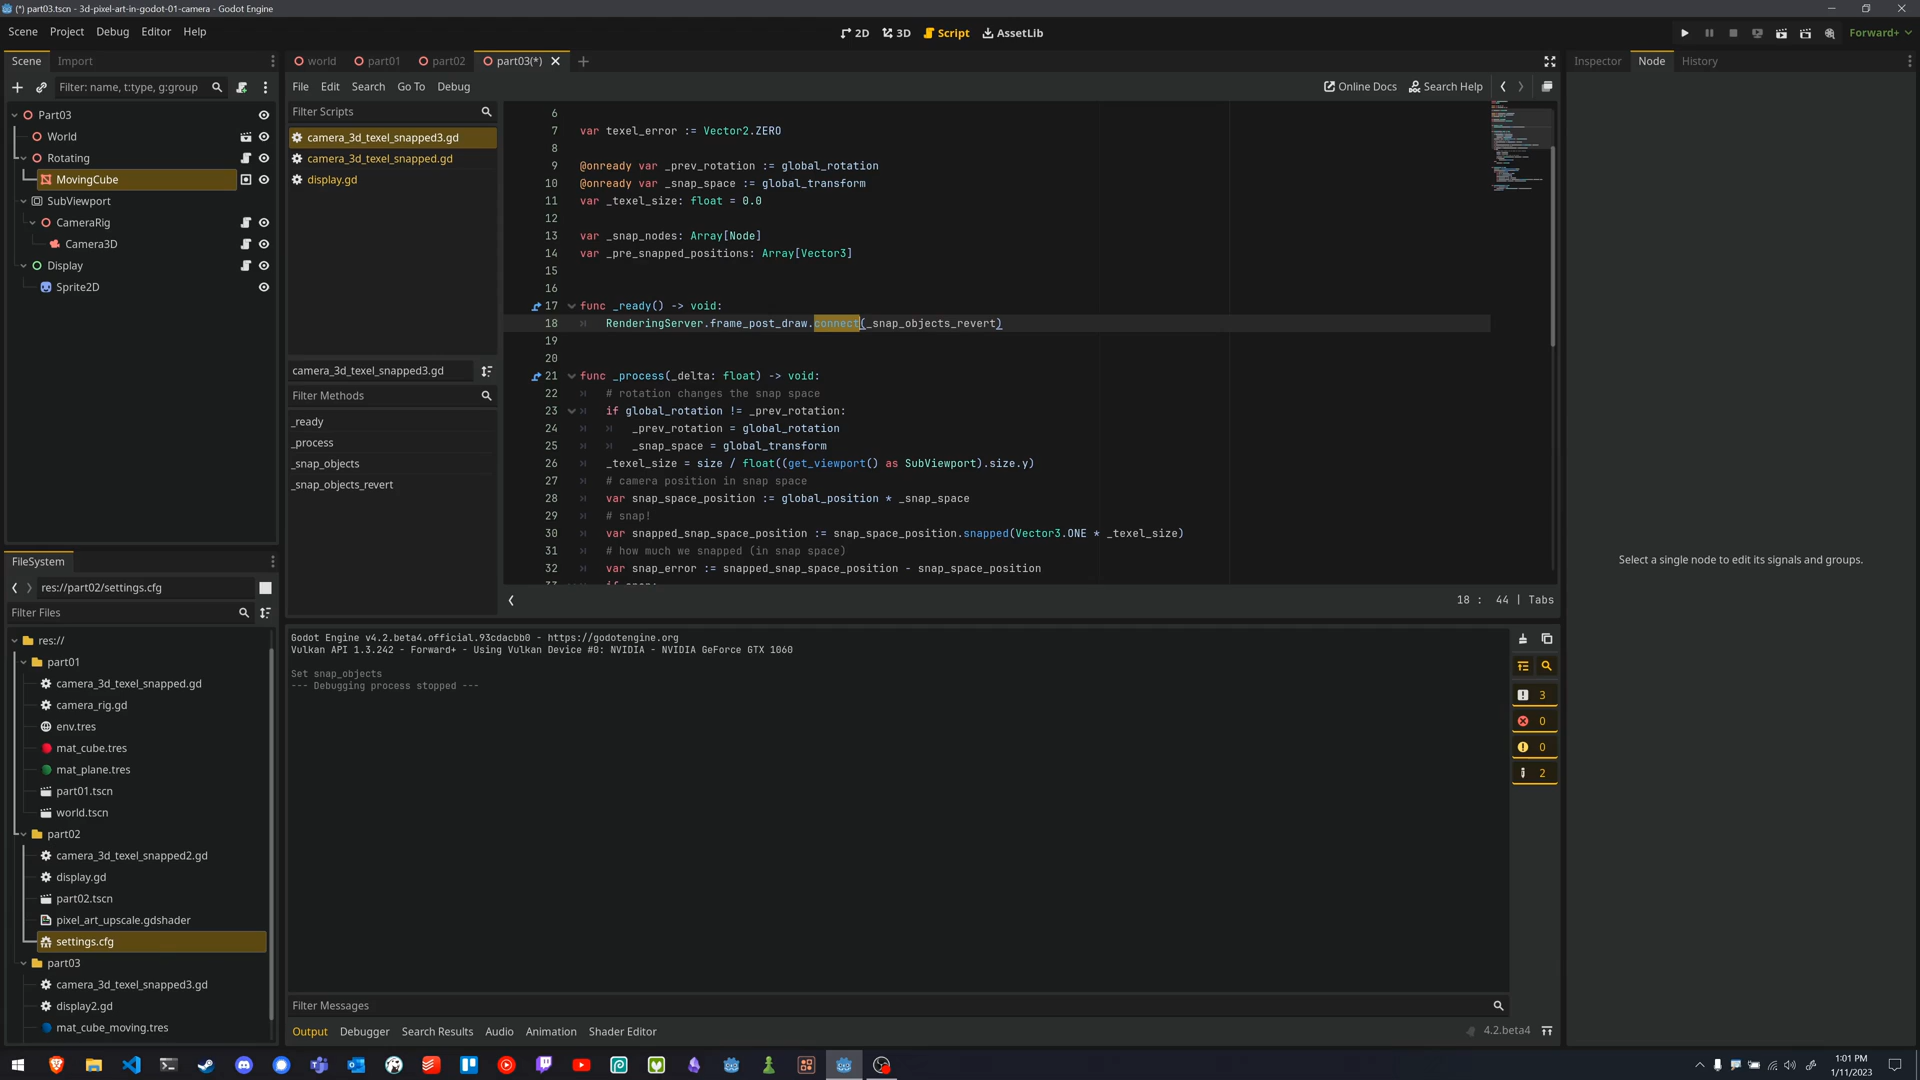 (*) part03.tscn - 3d-pixel-art-in-godot-01-camera - Godot Engine
Scene Project Debug Editor Help
2D 3D Script AssetLib
Forward+
Scene Import
Filter: name, t:type, g:group
Part03
World
Rotating
MovingCube
SubViewport
CameraRig
Camera3D
Display
Sprite2D
world part01 part02 part03(*)
File Edit Search Go To Debug
Online Docs Search Help
Filter Scripts
camera_3d_texel_snapped3.gd
camera_3d_texel_snapped.gd
display.gd
camera_3d_texel_snapped3.gd
Filter Methods
_ready
_process
_snap_objects
_snap_objects_revert
6
7 var texel_error := Vector2.ZERO
8
9 @onready var _prev_rotation := global_rotation
10 @onready var _snap_space := global_transform
11 var _texel_size: float = 0.0
12
13 var _snap_nodes: Array[Node]
14 var _pre_snapped_positions: Array[Vector3]
15
16
17 func _ready() -> void:
18 RenderingServer.frame_post_draw.connect(_snap_objects_revert)
19
20
21 func _process(_delta: float) -> void:
22 # rotation changes the snap space
23 if global_rotation != _prev_rotation:
24 _prev_rotation = global_rotation
25 _snap_space = global_transform
26 _texel_size = size / float((get_viewport() as SubViewport).size.y)
27 # camera position in snap space
28 var snap_space_position := global_position * _snap_space
29 # snap!
30 var snapped_snap_space_position := snap_space_position.snapped(Vector3.ONE * _texel_size)
31 # how much we snapped (in snap space)
32 var snap_error := snapped_snap_space_position - snap_space_position
18 : 44 | Tabs
Inspector Node History
Select a single node to edit its signals and groups.
FileSystem
res://part02/settings.cfg
Filter Files
res://
part01
camera_3d_texel_snapped.gd
camera_rig.gd
env.tres
mat_cube.tres
mat_plane.tres
part01.tscn
world.tscn
part02
camera_3d_texel_snapped2.gd
display.gd
part02.tscn
pixel_art_upscale.gdshader
settings.cfg
part03
camera_3d_texel_snapped3.gd
display2.gd
mat_cube_moving.tres
Godot Engine v4.2.beta4.official.93cdacbb0 - https://godotengine.org
Vulkan API 1.3.242 - Forward+ - Using Vulkan Device #0: NVIDIA - NVIDIA GeForce GTX 1060
Set snap_objects
--- Debugging process stopped ---
3
0
0
2
Filter Messages
Output Debugger Search Results Audio Animation Shader Editor
4.2.beta4
1:01 PM
1/11/2023